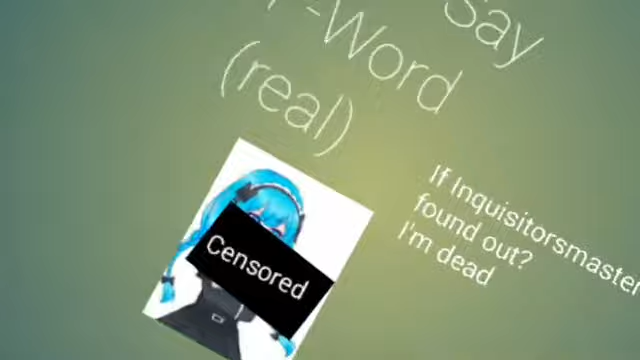 Say
-Word
(real)
If Inquisitorsmaster
found out?
I'm dead
Censored